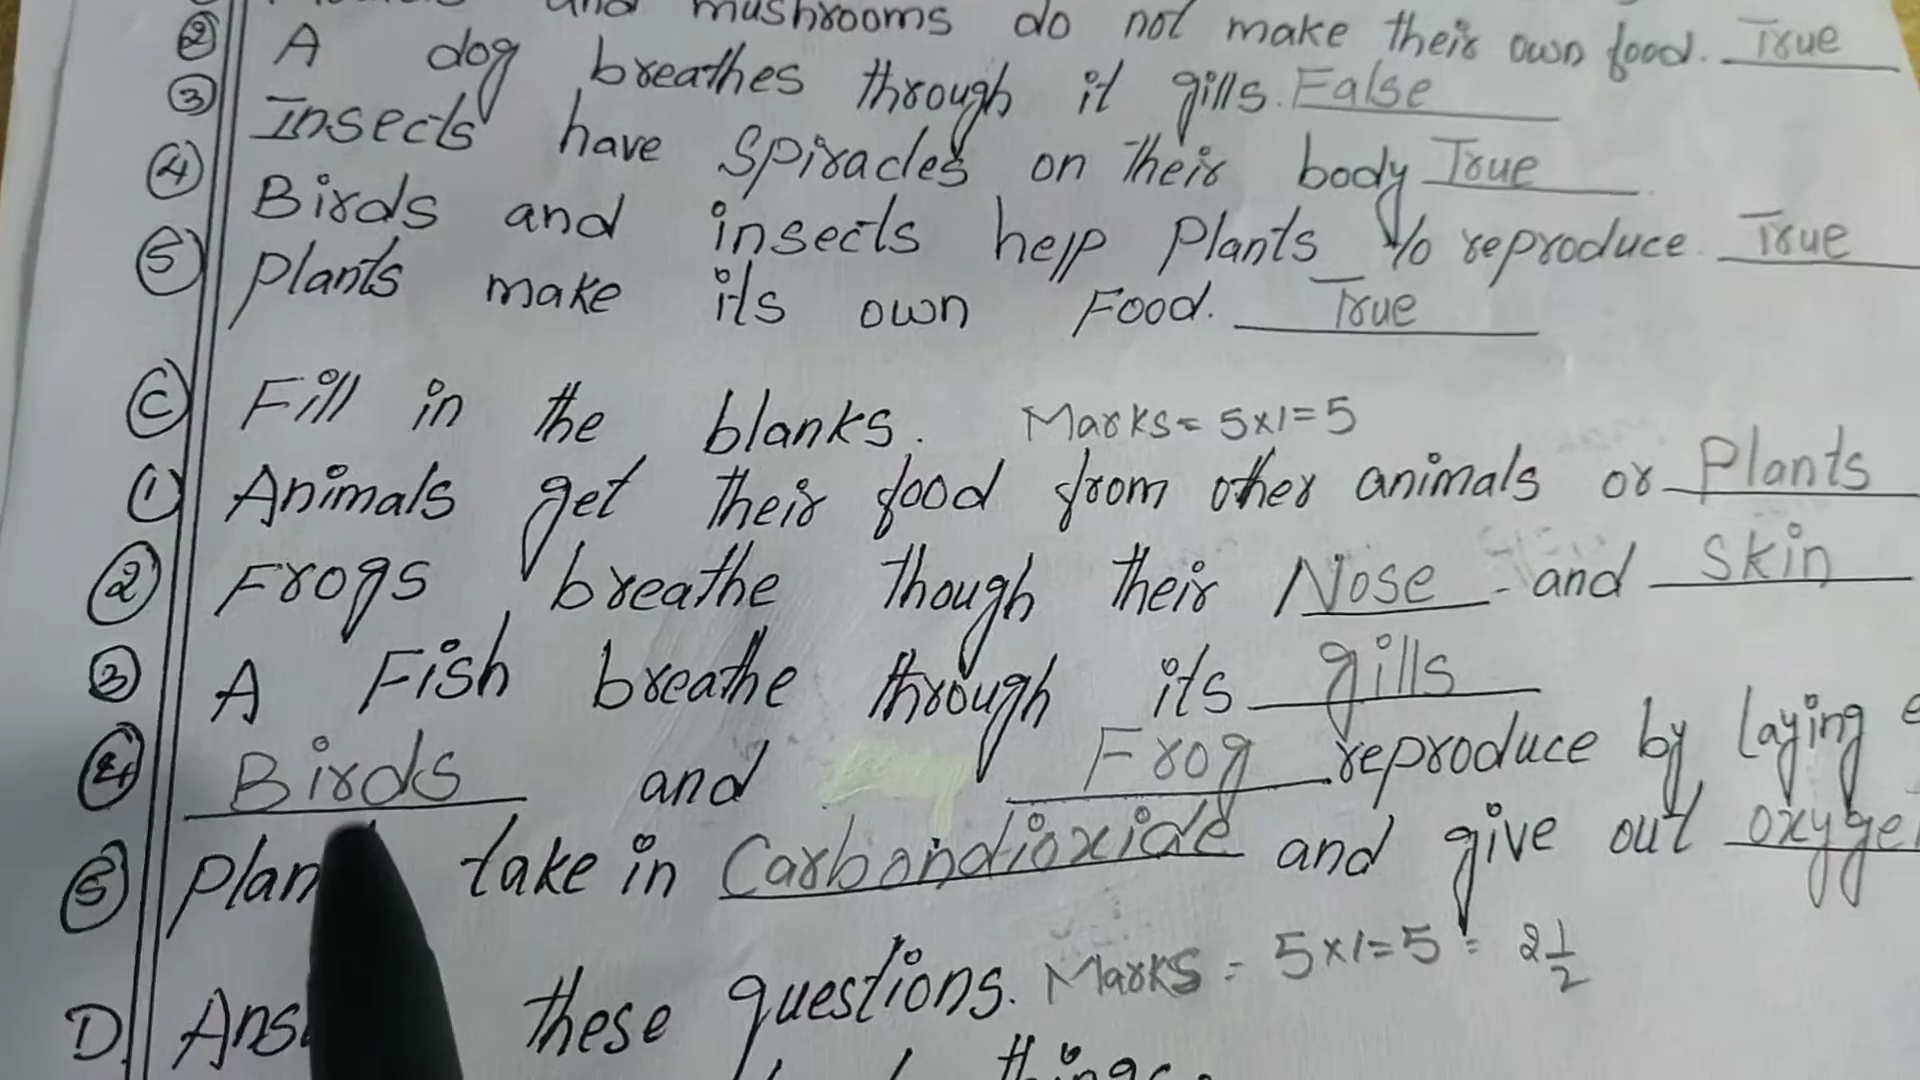 and mushrooms do not make their own food. True
② A dog breathes through it gills. False
③ Insects have Spiracles on their body True
④ Birds and insects help Plants to reproduce. True
⑤ Plants make its own Food. True
Ⓒ Fill in the blanks. Marks = 5x1=5
① Animals get their food from other animals or Plants
② Frogs breathe though their Nose and Skin
③ A Fish breathe through its gills
④ Birds and Frog reproduce by laying
⑤ take in Carbondioxide and give out
D. these questions. Marks = 5x1=5 = 2 1/2
things